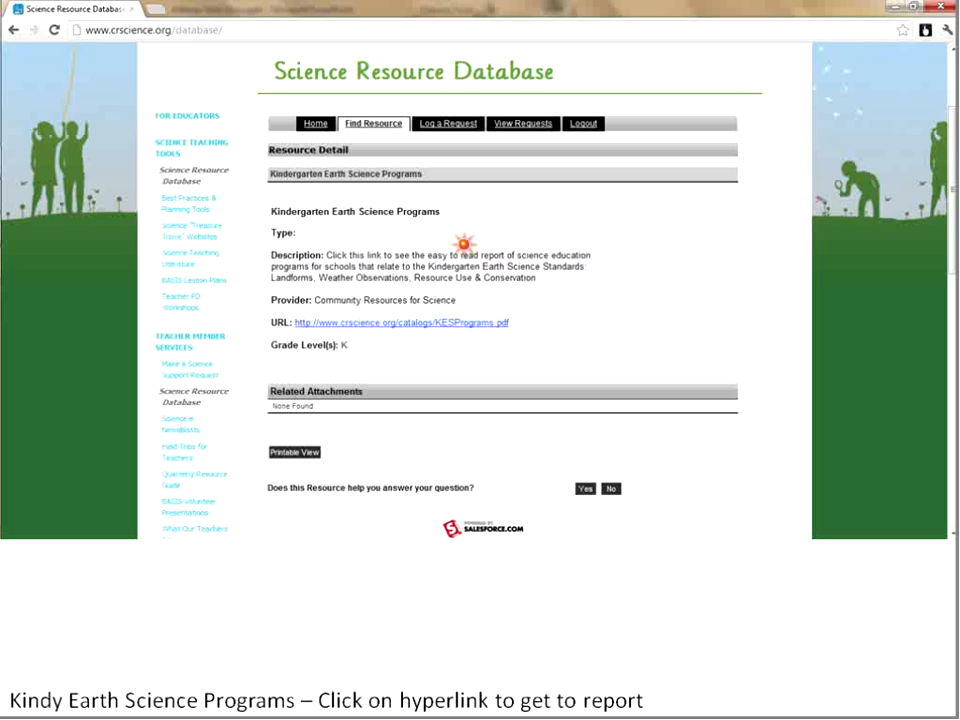 Science Resource Databas
www.crscience.org/database/
Science Resource Database
FOR EDUCATORS
SCIENCE TEACHING
TOOLS
Science Resource
Database
Best Practices &
Planning Tools
Science "Treasure
Trove" Websites
Science Teaching
Literature
BASIS Lesson Plans
Teacher PD
Workshops
TEACHER MEMBER
SERVICES
Make a Science
Support Request
Science Resource
Database
Science e-
NewsBlasts
Field Trips for
Teachers
Quarterly Resource
Guide
BASIS Volunteer
Presentations
What Our Teachers
Home Find Resource Log a Request View Requests Logout
Resource Detail
Kindergarten Earth Science Programs
Kindergarten Earth Science Programs
Type:
Description: Click this link to see the easy to read report of science education
programs for schools that relate to the Kindergarten Earth Science Standards
Landforms, Weather Observations, Resource Use & Conservation
Provider: Community Resources for Science
URL: http://www.crscience.org/catalogs/KESPrograms.pdf
Grade Level(s): K
Related Attachments
None Found
Printable View
Does this Resource help you answer your question? Yes No
POWERED BY
SALESFORCE.COM
Kindy Earth Science Programs – Click on hyperlink to get to report